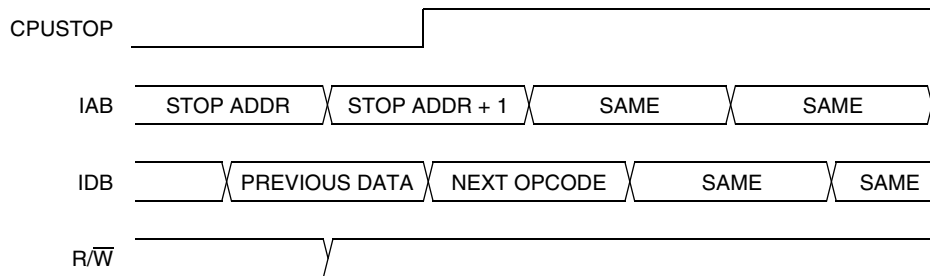 CPUSTOP
IAB STOP ADDR STOP ADDR + 1 SAME SAME
IDB PREVIOUS DATA NEXT OPCODE SAME SAME
R/W̅